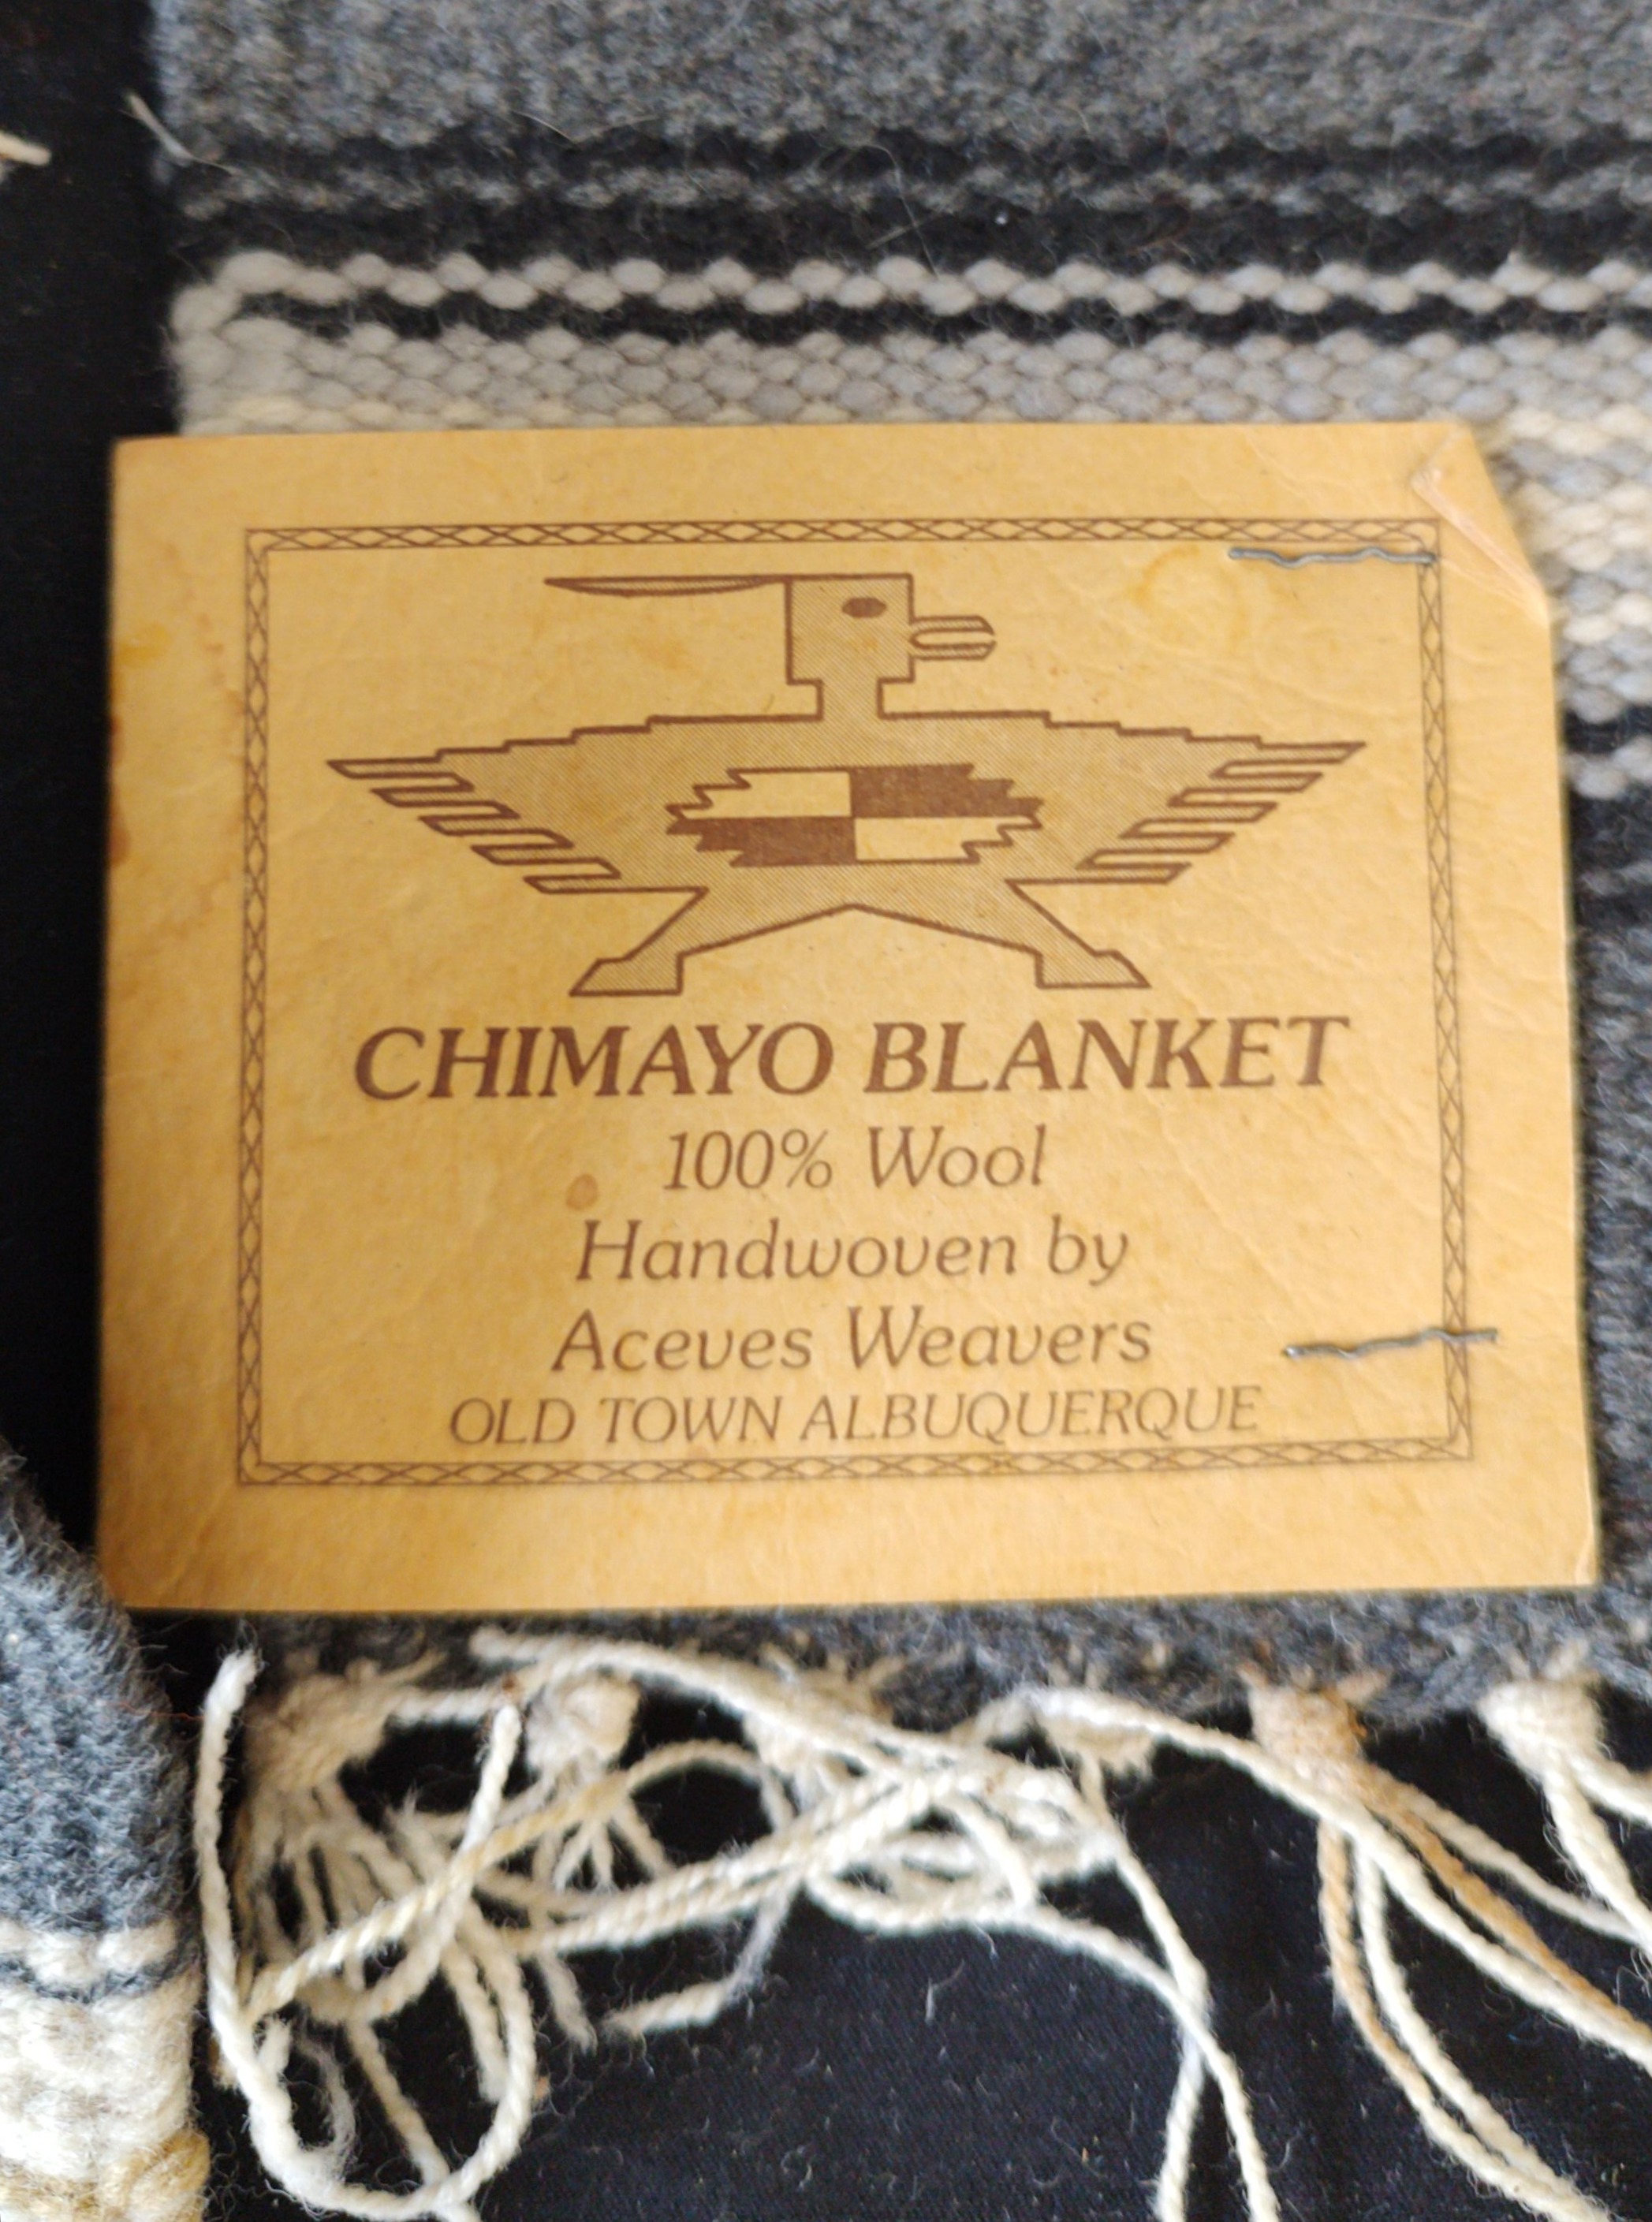 CHIMAYO BLANKET
100% Wool
Handwoven by
Aceves Weavers
OLD TOWN ALBUQUERQUE